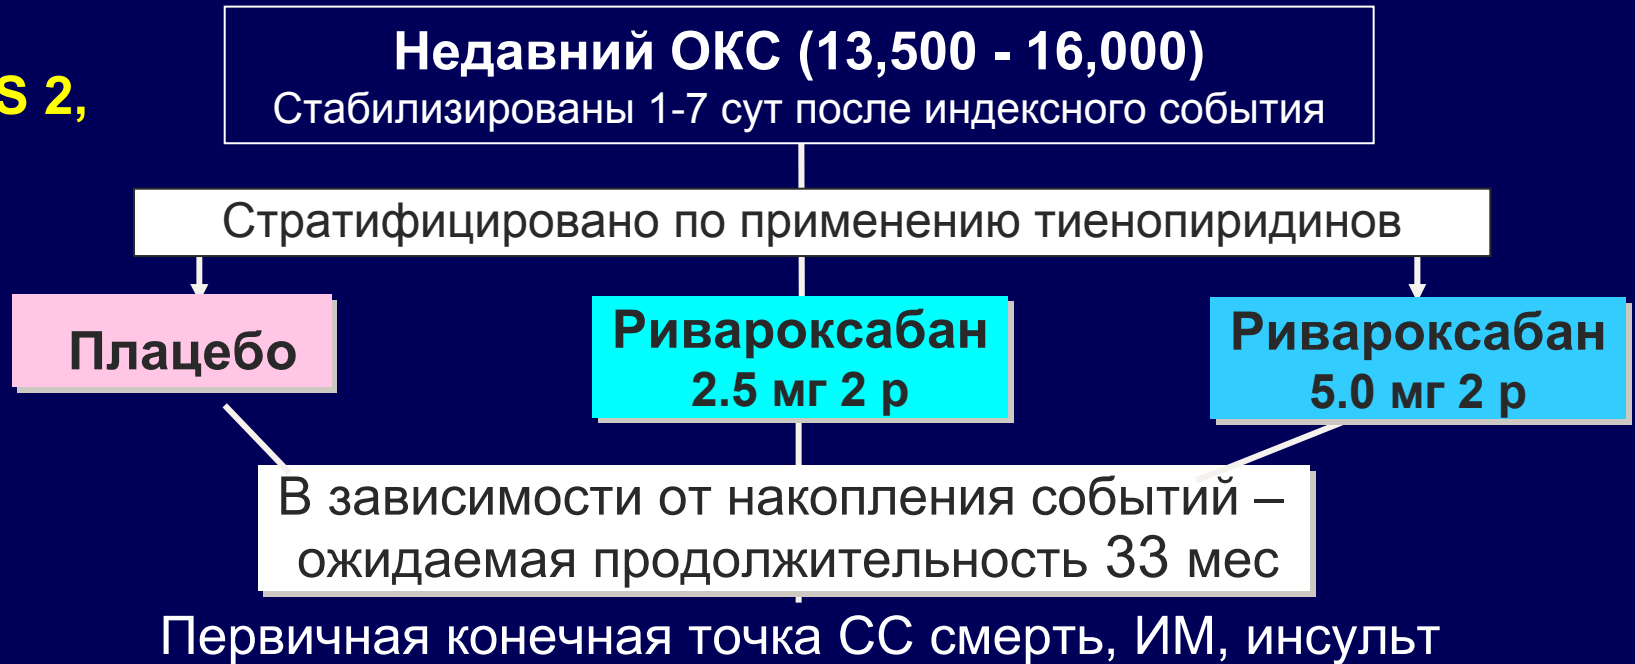 Недавний ОКС (13,500 - 16,000)
S 2,
Стабилизированы 1-7 сут после индексного события
Стратифицировано по применению тиенопиридинов
Плацебо
Ривароксабан
2.5 мг 2 р
Ривароксабан
5.0 мг 2 р
В зависимости от накопления событий –
ожидаемая продолжительность 33 мес
Первичная конечная точка СС смерть, ИМ, инсульт